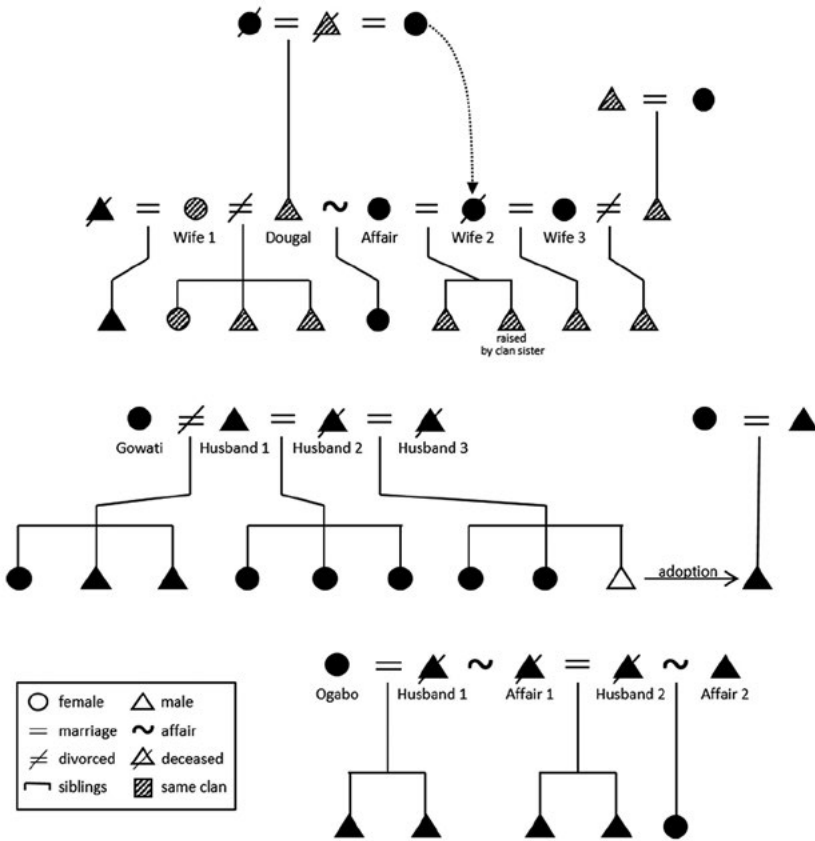 Wife 1
Dougal
Affair
Wife 2
Wife 3
raised
by clan sister
Gowati
Husband 1
Husband 2
Husband 3
adoption
Ogabo
Husband 1
Affair 1
Husband 2
Affair 2
female
male
marriage
affair
divorced
deceased
siblings
same clan